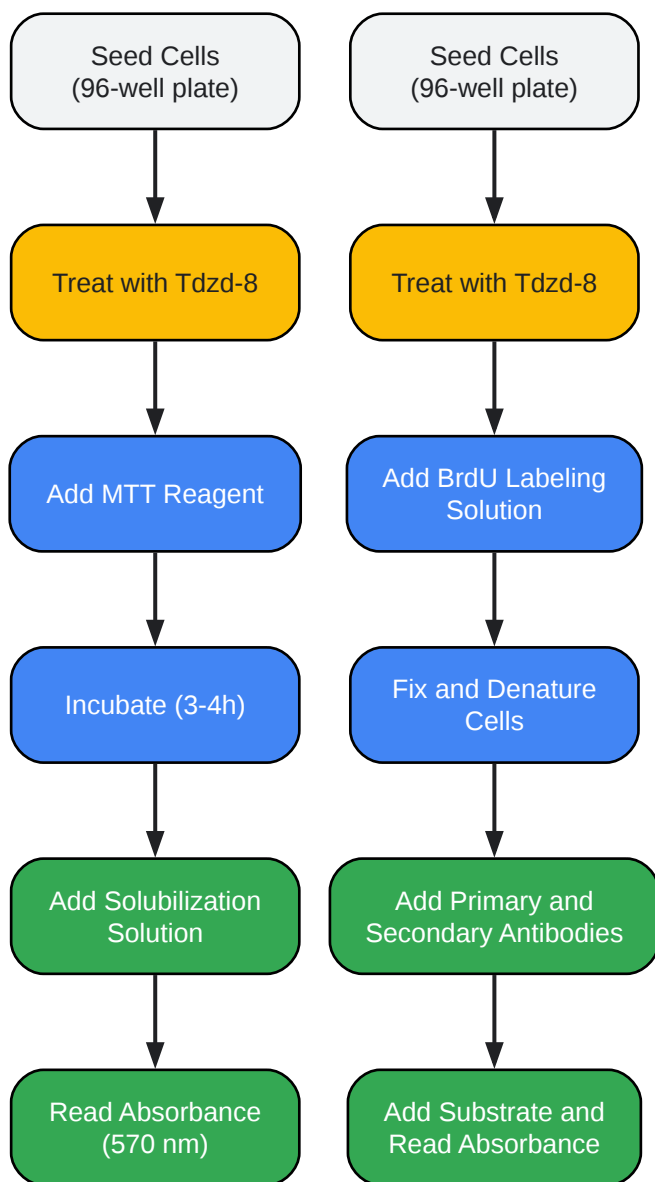 Seed Cells
(96-well plate)
Treat with Tdzd-8
Add MTT Reagent
Incubate (3-4h)
Add Solubilization
Solution
Read Absorbance
(570 nm)
Seed Cells
(96-well plate)
Treat with Tdzd-8
Add BrdU Labeling
Solution
Fix and Denature
Cells
Add Primary and
Secondary Antibodies
Add Substrate and
Read Absorbance